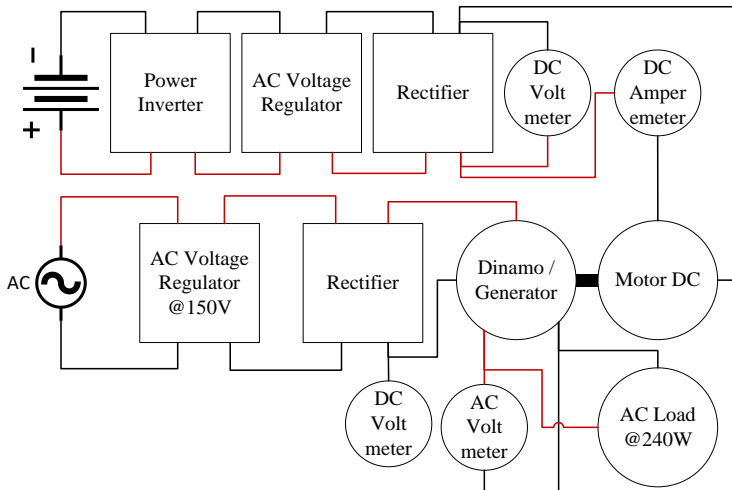 -
+
Power
Inverter
AC Voltage
Regulator
Rectifier
DC
Volt
meter
DC
Amper
emeter
AC
AC Voltage
Regulator
@150V
Rectifier
Dinamo /
Generator
Motor DC
DC
Volt
meter
AC
Volt
meter
AC Load
@240W